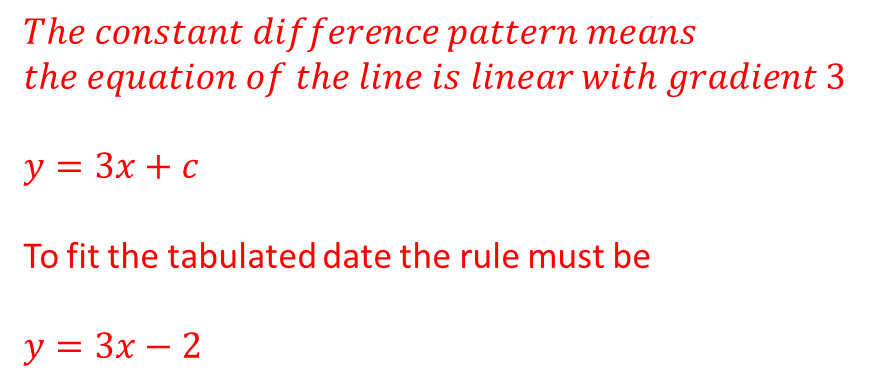 The constant difference pattern means
the equation of the line is linear with gradient 3
y = 3x + c
To fit the tabulated date the rule must be
y = 3x − 2